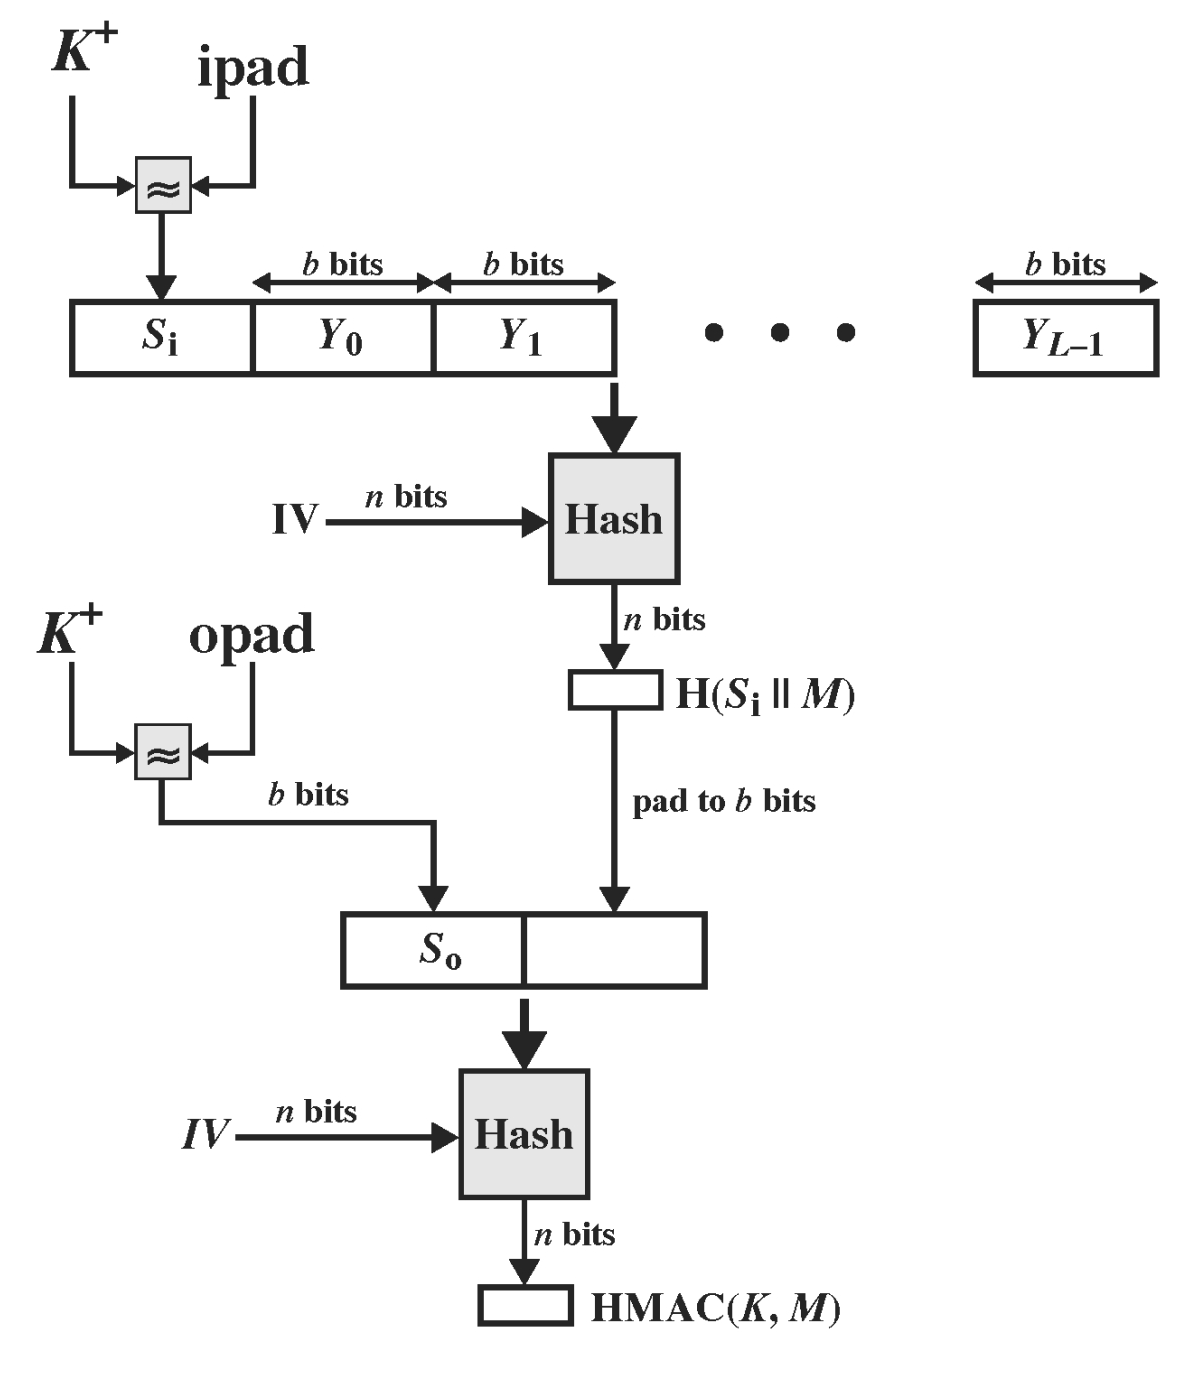 K⁺ ipad
≈
b bits b bits b bits
Sᵢ Y₀ Y₁ • • • Y_L–1
IV n bits Hash
n bits
K⁺ opad
H(Sᵢ || M)
≈
b bits
pad to b bits
Sₒ
IV n bits Hash
n bits
HMAC(K, M)